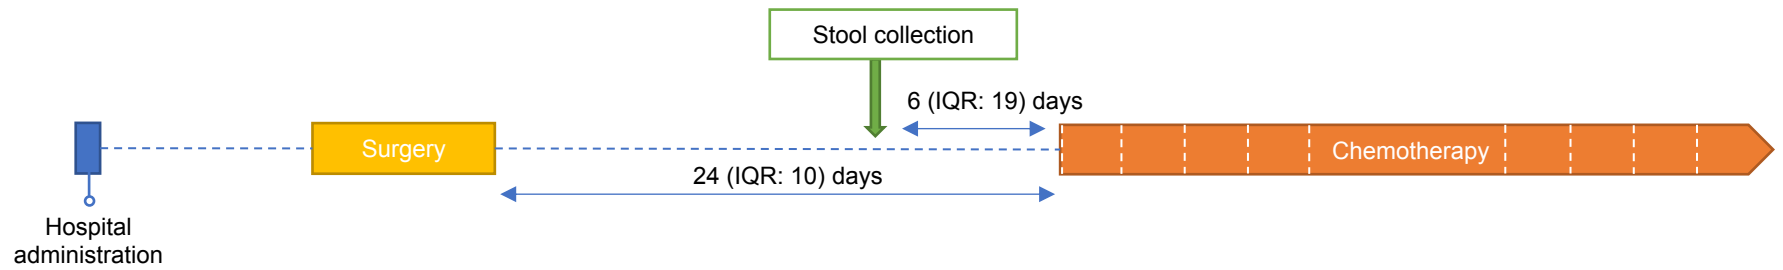 Stool collection
6 (IQR: 19) days
Surgery
Chemotherapy
24 (IQR: 10) days
Hospital
administration